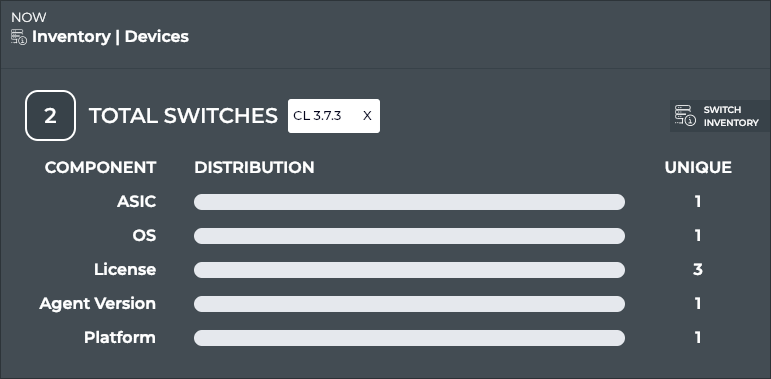 NOW
Inventory | Devices
2 TOTAL SWITCHES CL 3.7.3 X
SWITCH
INVENTORY
COMPONENT DISTRIBUTION UNIQUE
ASIC 1
OS 1
License 3
Agent Version 1
Platform 1